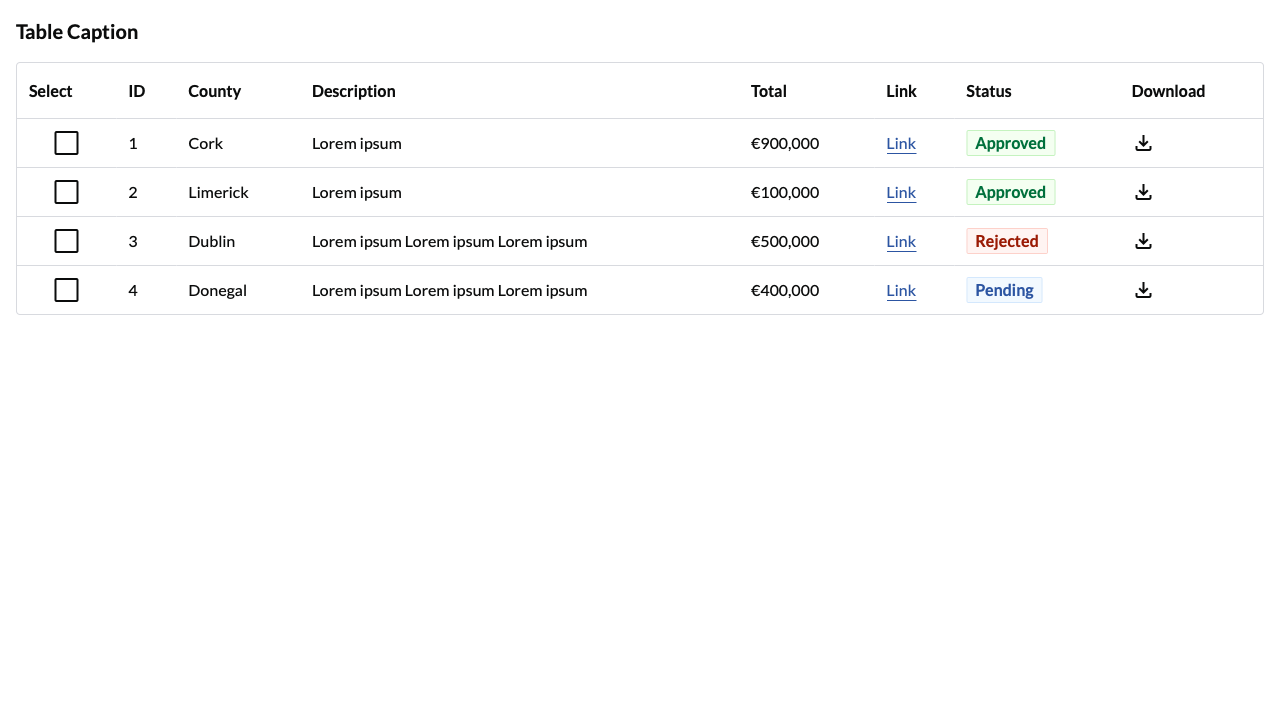 Table Caption
Select ID County Description Total Link Status Download
1 Cork Lorem ipsum €900,000 Link Approved
2 Limerick Lorem ipsum €100,000 Link Approved
3 Dublin Lorem ipsum Lorem ipsum Lorem ipsum €500,000 Link Rejected
4 Donegal Lorem ipsum Lorem ipsum Lorem ipsum €400,000 Link Pending